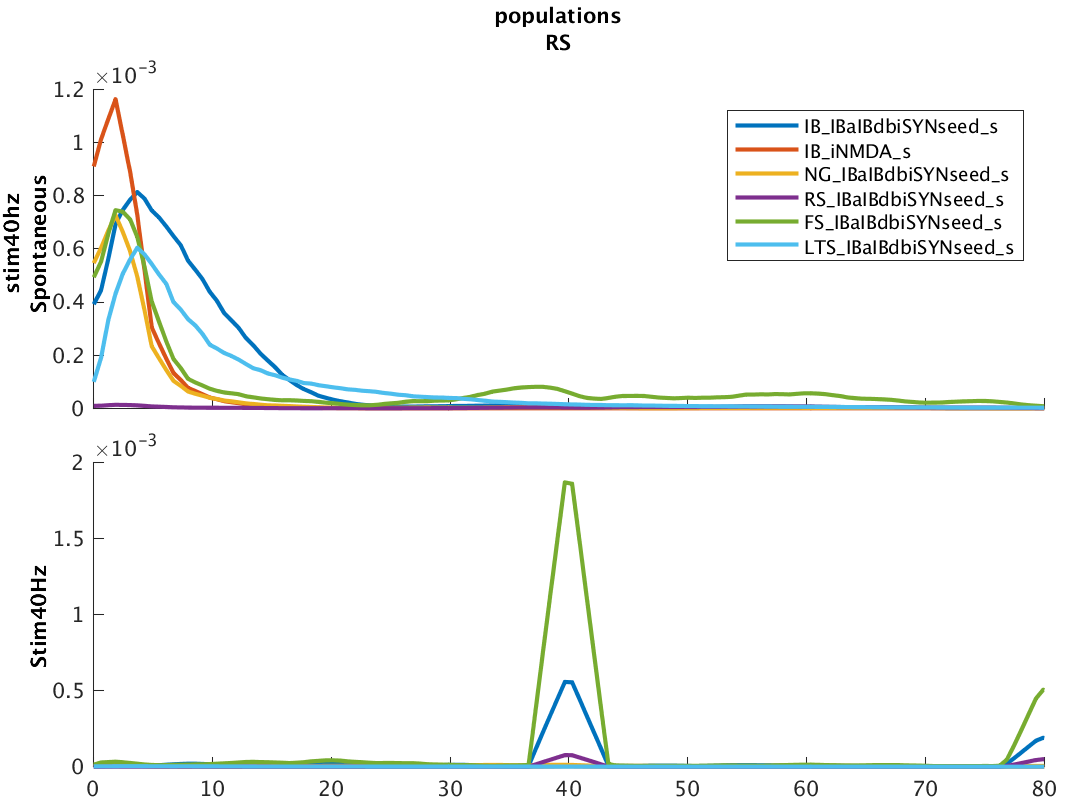 populations
RS
×10⁻³
1.2
1
0.8
0.6
0.4
0.2
0
stim40hz
Spontaneous
IB_IBaIBdbiSYNseed_s
IB_iNMDA_s
NG_IBaIBdbiSYNseed_s
RS_IBaIBdbiSYNseed_s
FS_IBaIBdbiSYNseed_s
LTS_IBaIBdbiSYNseed_s
×10⁻³
2
1.5
1
0.5
0
Stim40Hz
0 10 20 30 40 50 60 70 80